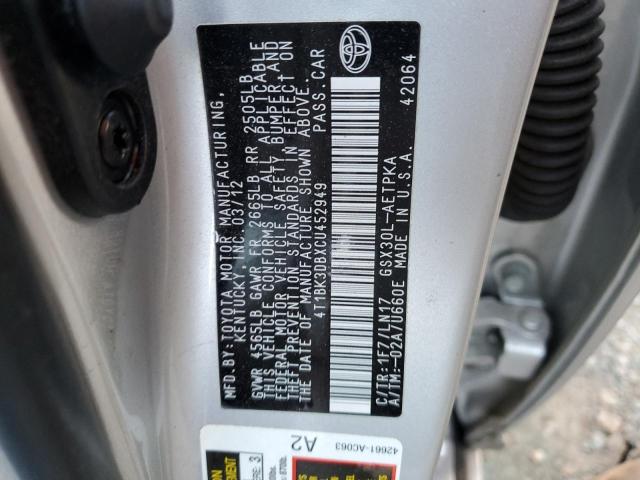 MFD.BY:TOYOTA MOTOR MANUFACTURING,
KENTUCKY, INC. 03/12
GVWR 4565LB GAWR FR 2665LB RR 2505LB
THIS VEHICLE CONFORMS TO ALL APPLICABLE
FEDERAL MOTOR VEHICLE SAFETY BUMPER,AND
THEFT PREVENTION STANDARDS IN EFFECT ON
THE DATE OF MANUFACTURE SHOWN ABOVE.
4T1BK3DBXCU452949 PASS.CAR
C/TR:1F7/LN17 GSX30L-AETPKA 42064
A/TM:-02A/U660E MADE IN U.S.A.
42661-AC063
A2